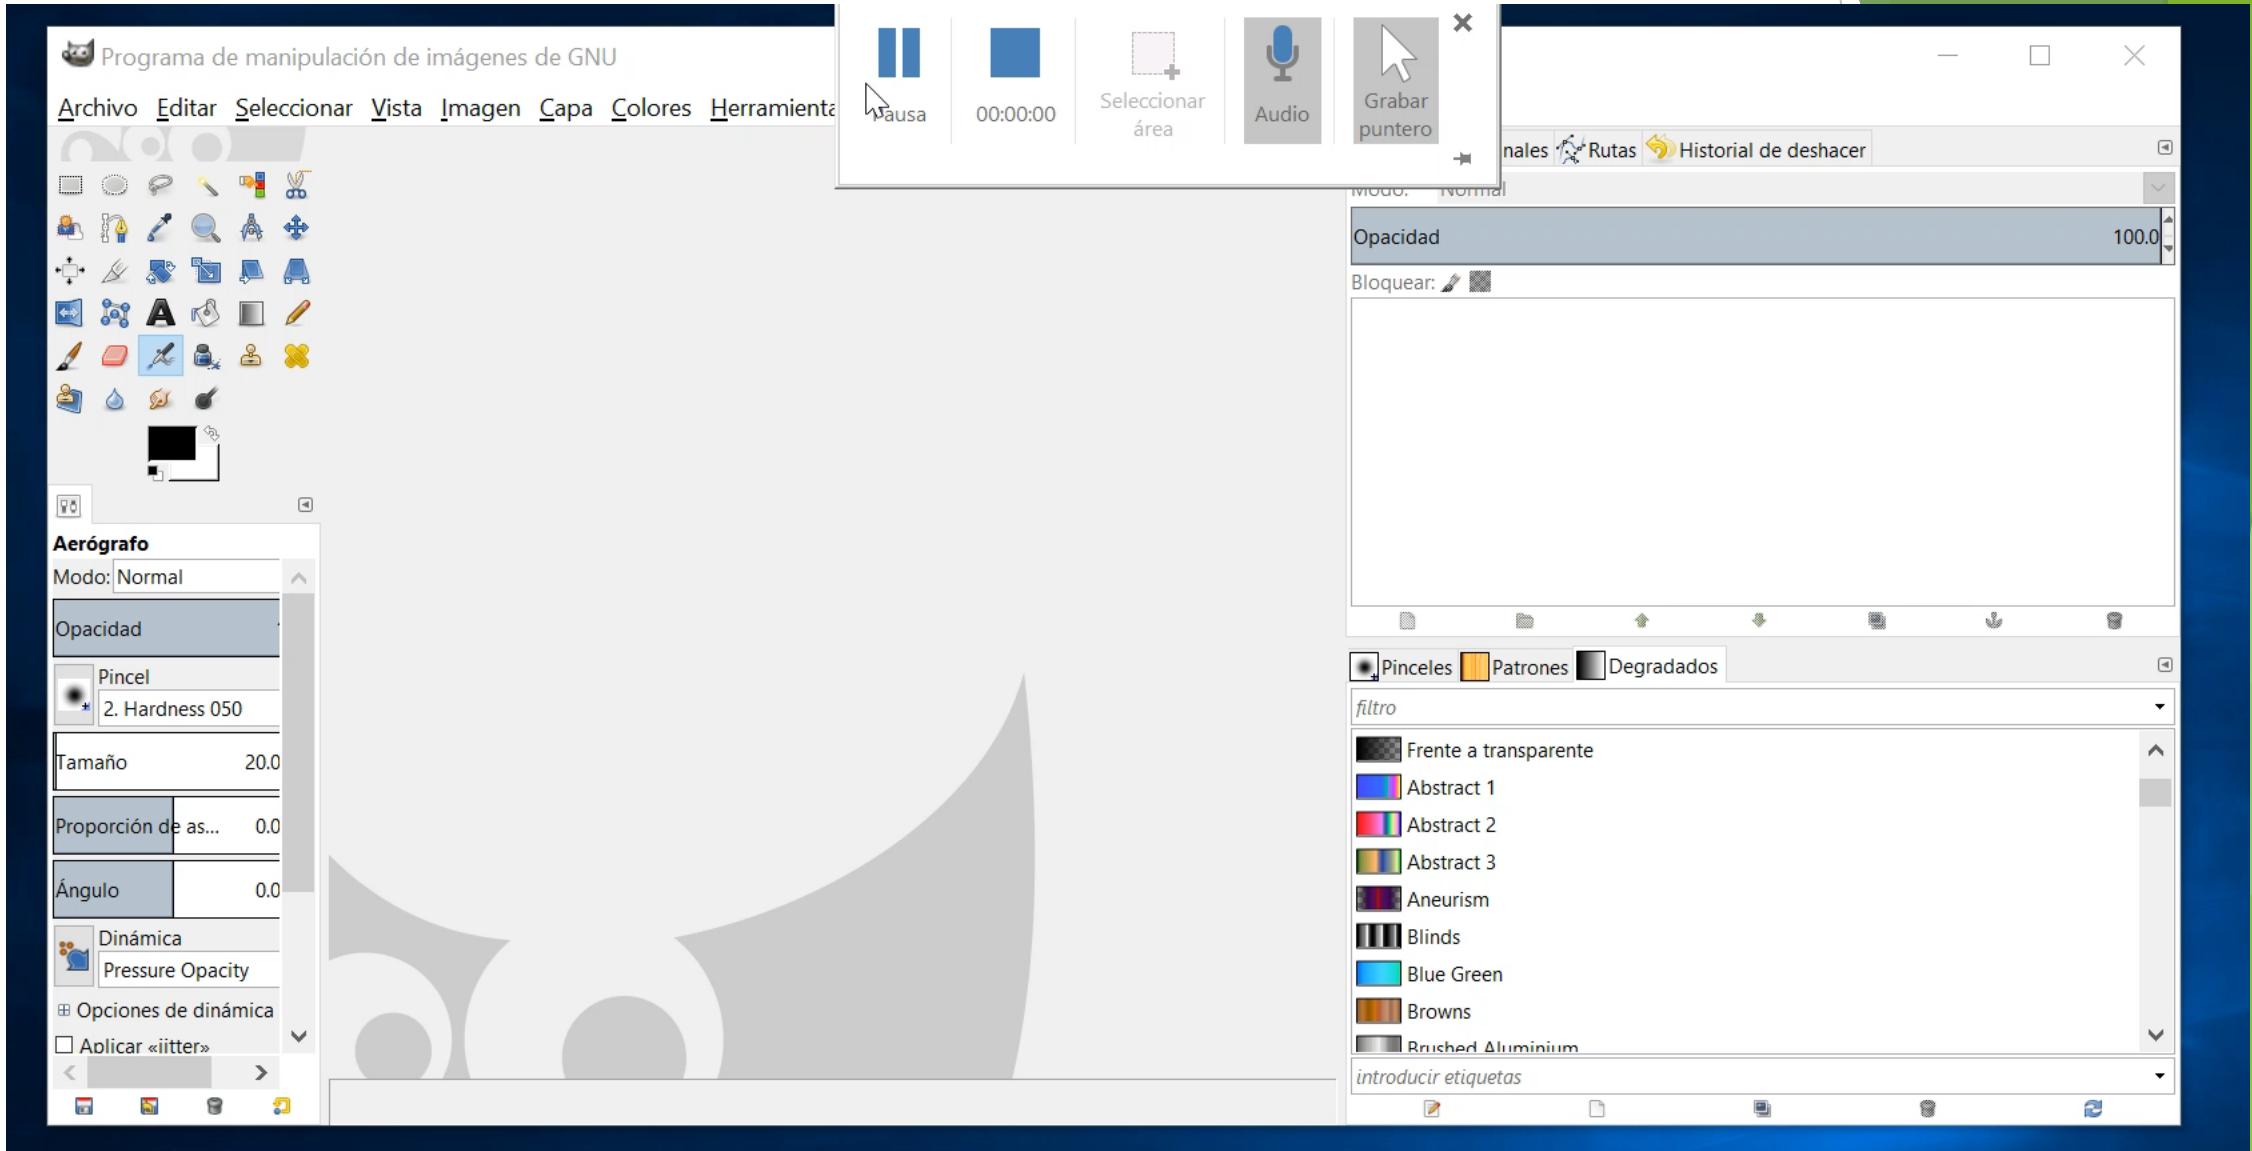 Programa de manipulación de imágenes de GNU
Archivo Editar Seleccionar Vista Imagen Capa Colores Herramienta
Pausa
00:00:00
Seleccionar
área
Audio
Grabar
puntero
nales Rutas Historial de deshacer
Modo: Normal
Opacidad 100.0
Bloquear:
Aerógrafo
Modo: Normal
Opacidad
Pincel
2. Hardness 050
Tamaño 20.0
Proporción de as... 0.0
Ángulo 0.0
Dinámica
Pressure Opacity
Opciones de dinámica
Aplicar «jitter»
Pinceles Patrones Degradados
filtro
Frente a transparente
Abstract 1
Abstract 2
Abstract 3
Aneurism
Blinds
Blue Green
Browns
Brushed Aluminium
introducir etiquetas